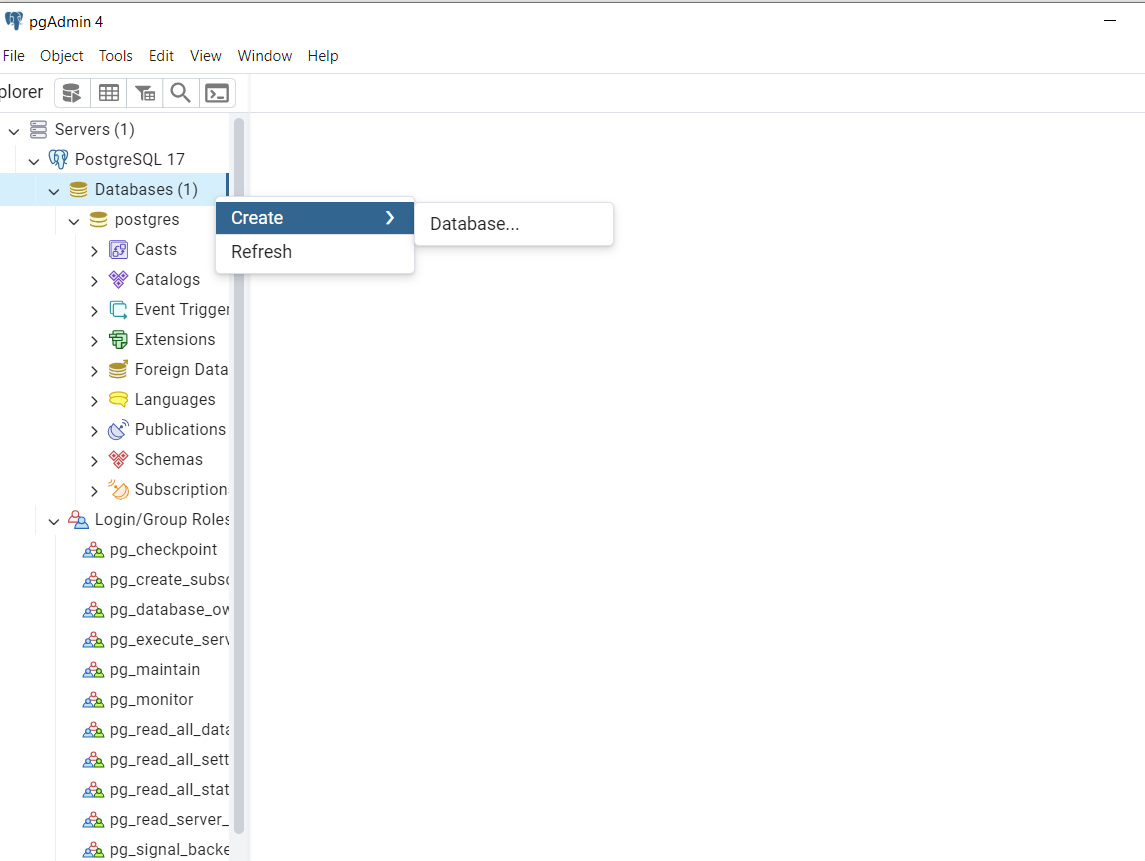 pgAdmin 4
File Object Tools Edit View Window Help
plorer
Servers (1)
PostgreSQL 17
Databases (1)
postgres
Create
Database...
Refresh
Casts
Catalogs
Event Trigger
Extensions
Foreign Data
Languages
Publications
Schemas
Subscription
Login/Group Roles
pg_checkpoint
pg_create_subsc
pg_database_ow
pg_execute_serv
pg_maintain
pg_monitor
pg_read_all_data
pg_read_all_sett
pg_read_all_stat
pg_read_server_
pg_signal_backe